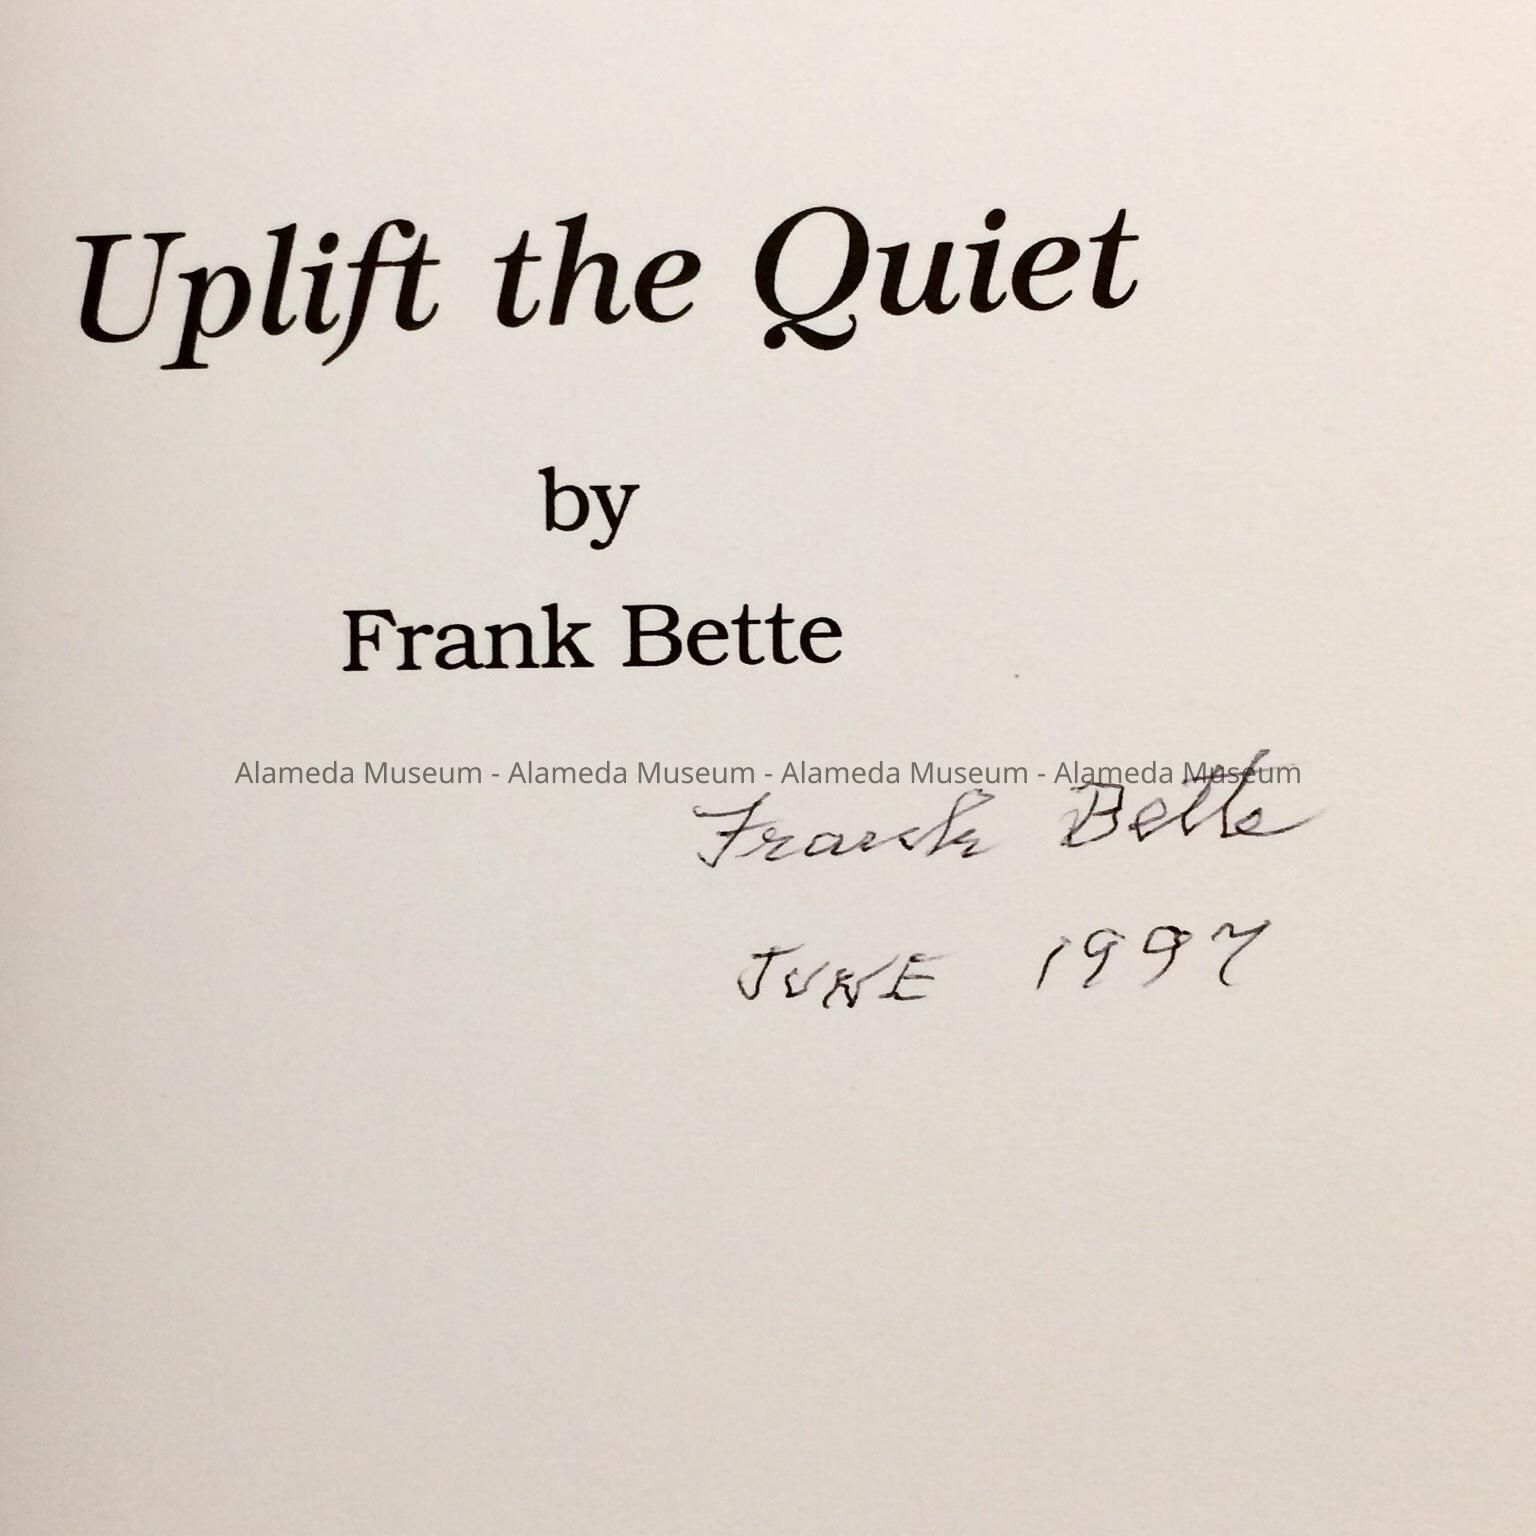 Uplift the Quiet
by
Frank Bette
Alameda Museum - Alameda Museum - Alameda Museum - Alameda Museum
Frank Bette
JUNE 1997